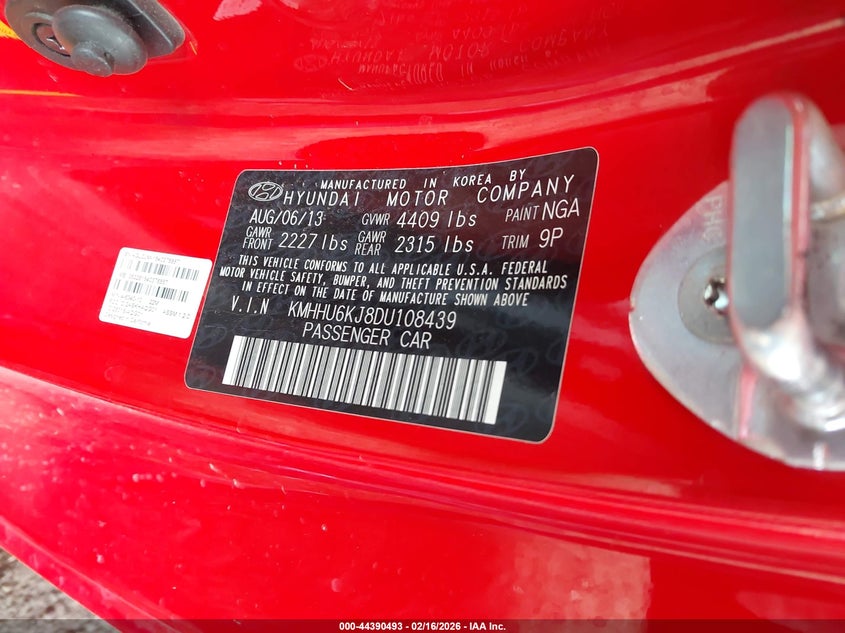 MANUFACTURED IN KOREA BY
HYUNDAI MOTOR COMPANY
AUG/06/13 GVWR 4409 lbs PAINT NGA
GAWR FRONT 2227 lbs GAWR REAR 2315 lbs TRIM 9P
THIS VEHICLE CONFORMS TO ALL APPLICABLE U.S.A. FEDERAL
MOTOR VEHICLE SAFETY, BUMPER, AND THEFT PREVENTION STANDARDS
IN EFFECT ON THE DATE OF MANUFACTURE SHOWN ABOVE.
V.I.N KMHHU6KJ8DU108439
PASSENGER CAR
PHC
000-44390493 - 02/16/2026 - IAA Inc.